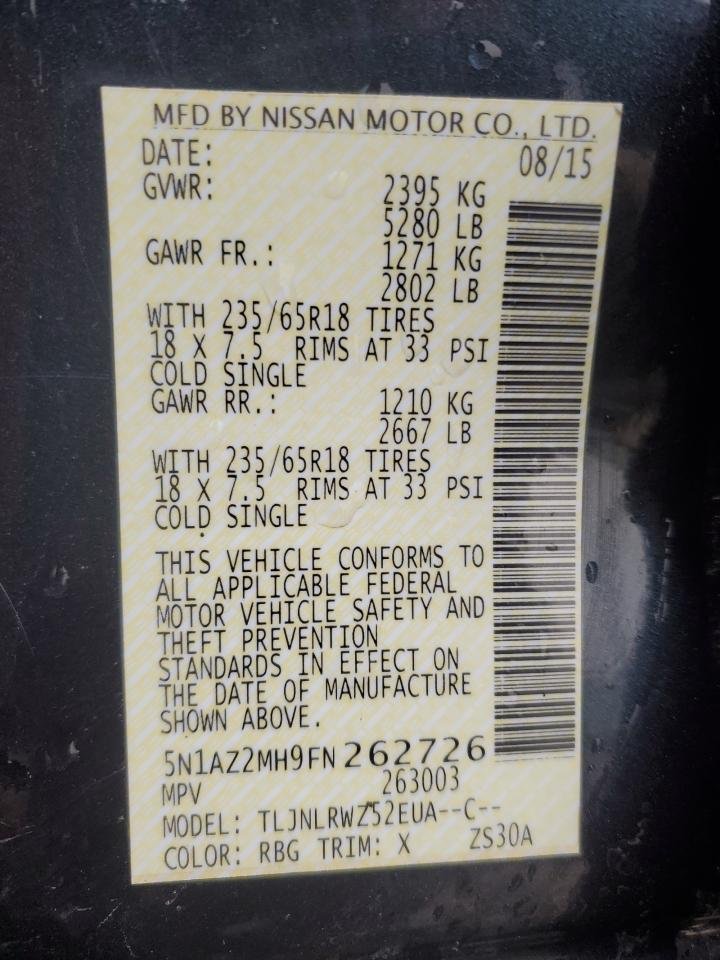 MFD BY NISSAN MOTOR CO., LTD.
DATE: 08/15
GVWR: 2395 KG
5280 LB
GAWR FR.: 1271 KG
2802 LB
WITH 235/65R18 TIRES
18 X 7.5 RIMS AT 33 PSI
COLD SINGLE
GAWR RR.: 1210 KG
2667 LB
WITH 235/65R18 TIRES
18 X 7.5 RIMS AT 33 PSI
COLD SINGLE
THIS VEHICLE CONFORMS TO
ALL APPLICABLE FEDERAL
MOTOR VEHICLE SAFETY AND
THEFT PREVENTION
STANDARDS IN EFFECT ON
THE DATE OF MANUFACTURE
SHOWN ABOVE.
5N1AZ2MH9FN262726
MPV 263003
MODEL: TLJNLRWZ52EUA--C--
COLOR: RBG TRIM: X ZS30A